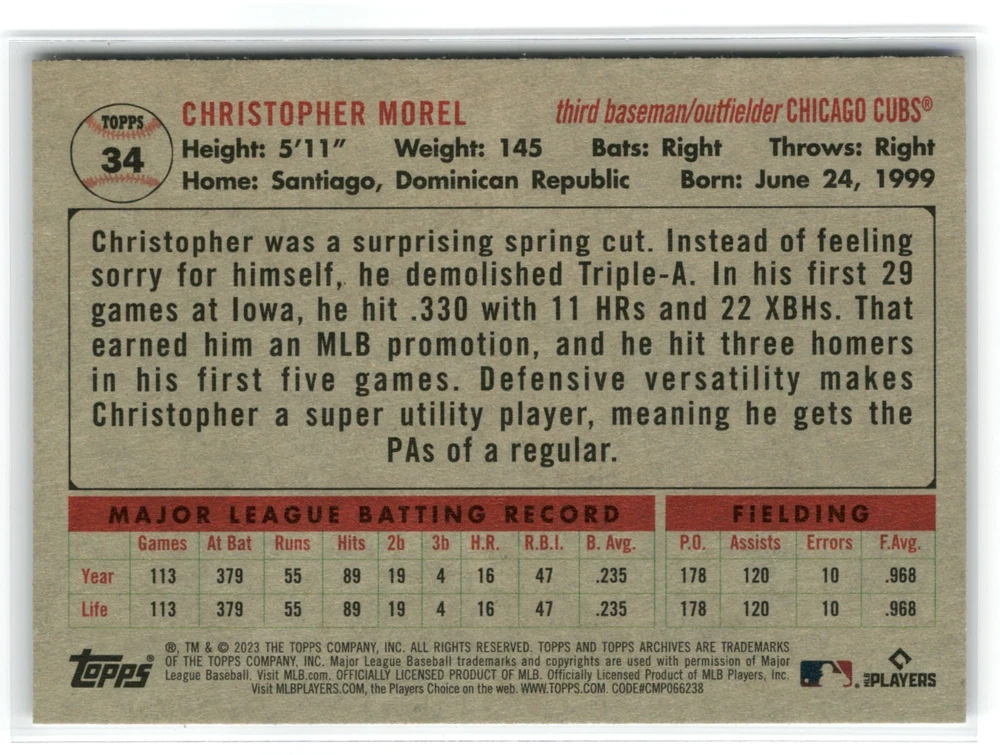 TOPPS
34
CHRISTOPHER MOREL third baseman/outfielder CHICAGO CUBS®
Height: 5'11" Weight: 145 Bats: Right Throws: Right
Home: Santiago, Dominican Republic Born: June 24, 1999
Christopher was a surprising spring cut. Instead of feeling
sorry for himself, he demolished Triple-A. In his first 29
games at Iowa, he hit .330 with 11 HRs and 22 XBHs. That
earned him an MLB promotion, and he hit three homers
in his first five games. Defensive versatility makes
Christopher a super utility player, meaning he gets the
PAs of a regular.
MAJOR LEAGUE BATTING RECORD FIELDING
Games At Bat Runs Hits 2b 3b H.R. R.B.I. B. Avg. P.O. Assists Errors F.Avg.
Year 113 379 55 89 19 4 16 47 .235 178 120 10 .968
Life 113 379 55 89 19 4 16 47 .235 178 120 10 .968
topps®
®, TM & © 2023 THE TOPPS COMPANY, INC. ALL RIGHTS RESERVED. TOPPS AND TOPPS ARCHIVES ARE TRADEMARKS
OF THE TOPPS COMPANY, INC. Major League Baseball trademarks and copyrights are used with permission of Major
League Baseball. Visit MLB.com. OFFICIALLY LICENSED PRODUCT OF MLB. Officially Licensed Product of MLB Players, Inc.
Visit MLBPLAYERS.COM, the Players Choice on the web. WWW.TOPPS.COM. CODE#CMP066238
MLB PLAYERS